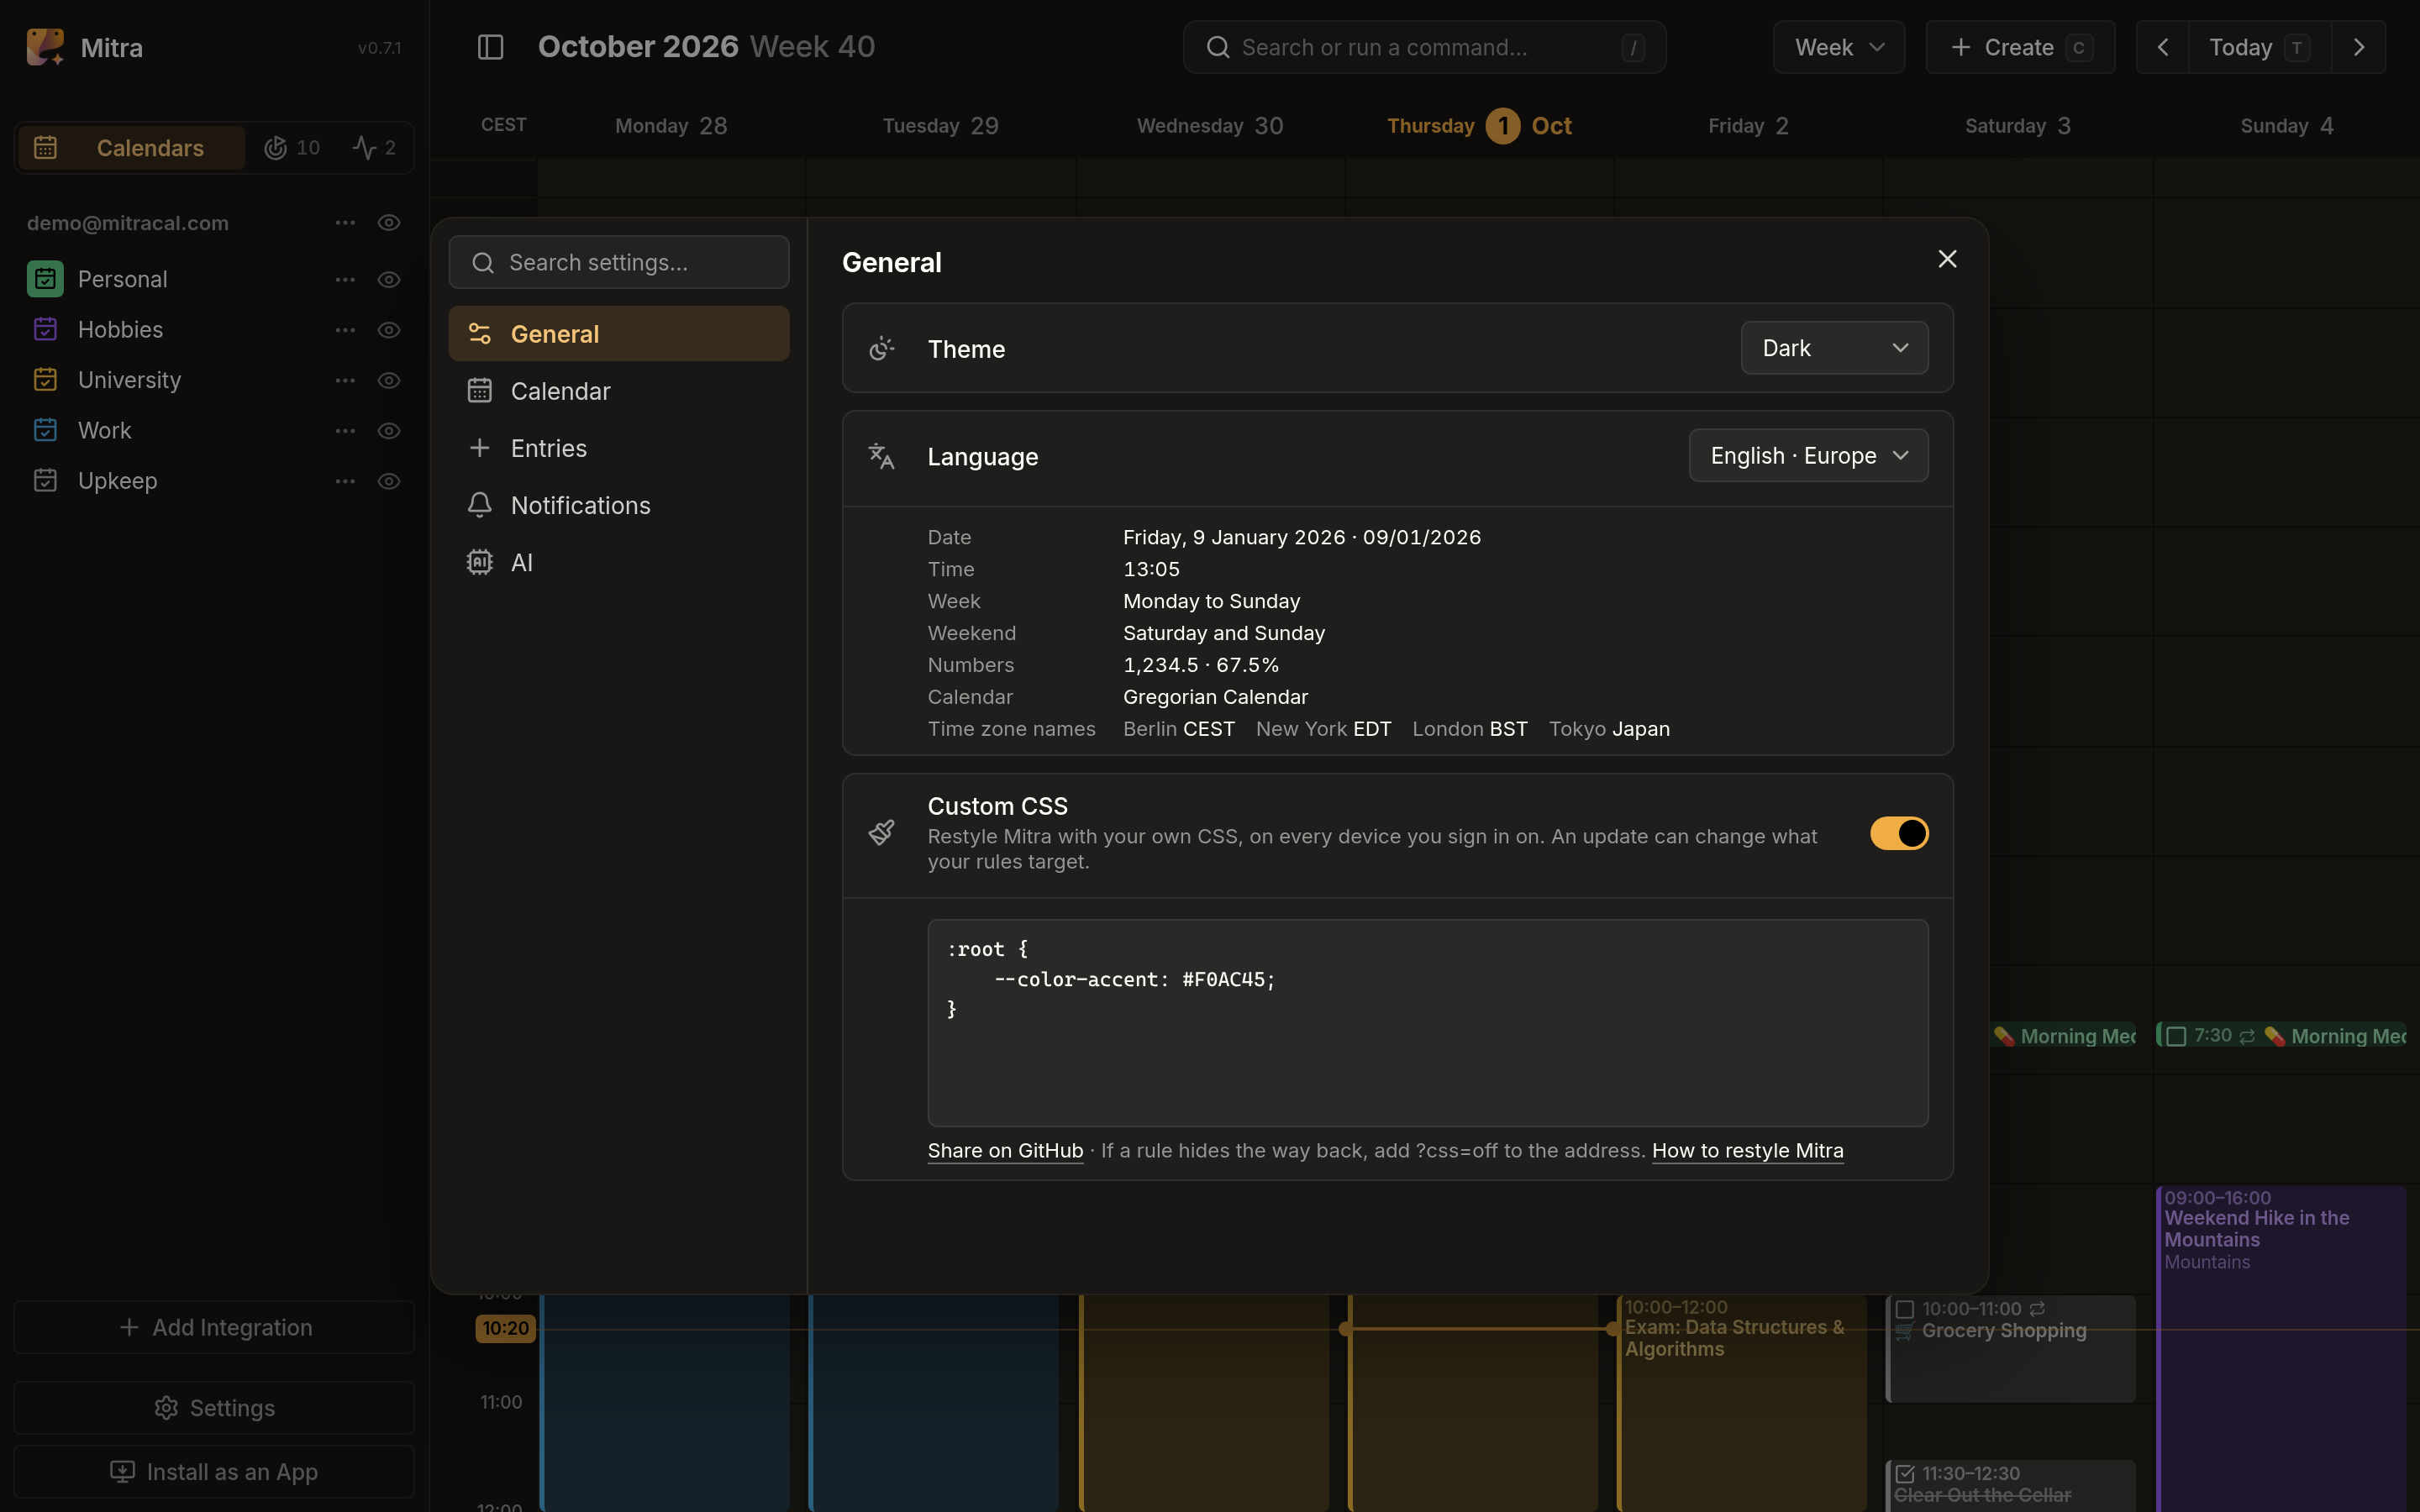 Mitra
v0.7.1
October 2026 Week 40
Search or run a command...
/
Week
Create C
Today T
Calendars
10
2
CEST
Monday 28
Tuesday 29
Wednesday 30
Thursday 1 Oct
Friday 2
Saturday 3
Sunday 4
demo@mitracal.com
Personal
Hobbies
University
Work
Upkeep
Search settings...
General
Calendar
Entries
Notifications
AI
General
Theme
Dark
Language
English · Europe
Date Friday, 9 January 2026 · 09/01/2026
Time 13:05
Week Monday to Sunday
Weekend Saturday and Sunday
Numbers 1,234.5 · 67.5%
Calendar Gregorian Calendar
Time zone names Berlin CEST New York EDT London BST Tokyo Japan
Custom CSS
Restyle Mitra with your own CSS, on every device you sign in on. An update can change what
your rules target.
:root {
    --color-accent: #F0AC45;
}
Share on GitHub · If a rule hides the way back, add ?css=off to the address. How to restyle Mitra
Morning Med
7:30 Morning Med
09:00–16:00
Weekend Hike in the
Mountains
Mountains
10:20
11:00
12:00
10:00–12:00
Exam: Data Structures &
Algorithms
10:00–11:00
Grocery Shopping
11:30–12:30
Clear Out the Cellar
Add Integration
Settings
Install as an App